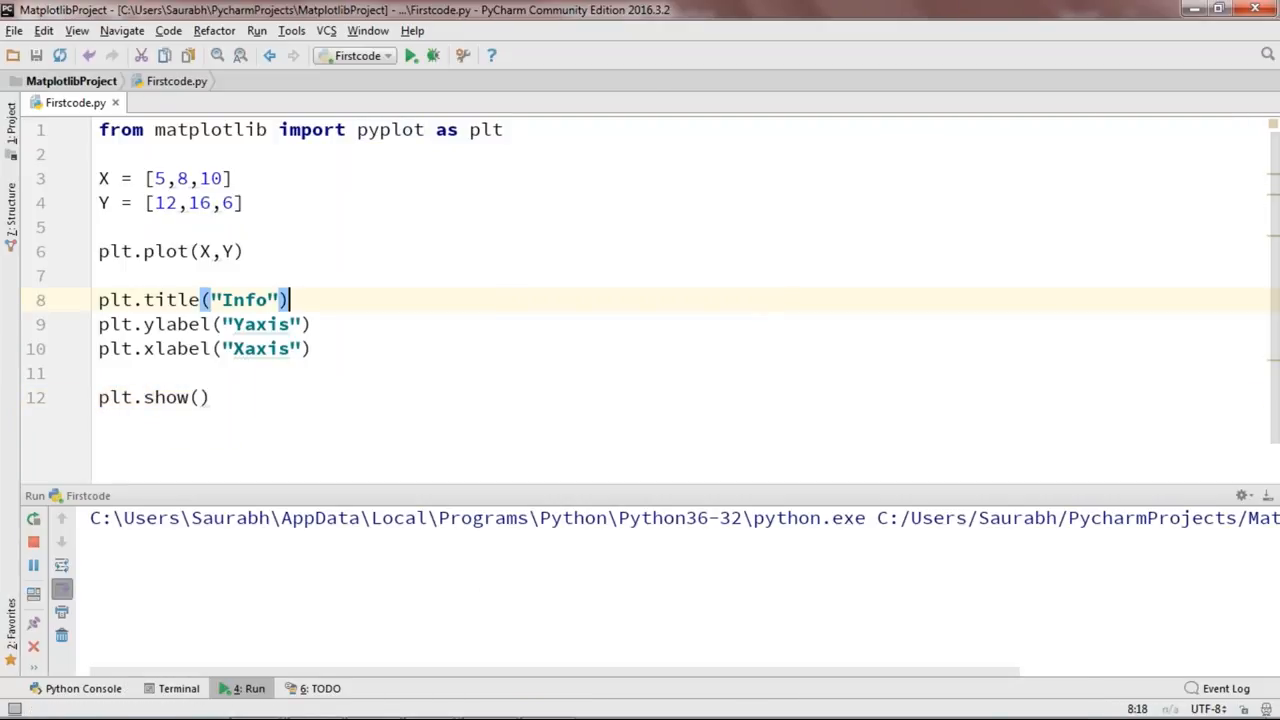 MatplotlibProject - [C:\Users\Saurabh\PycharmProjects\MatplotlibProject] - ...\Firstcode.py - PyCharm Community Edition 2016.3.2
File Edit View Navigate Code Refactor Run Tools VCS Window Help
Firstcode
MatplotlibProject Firstcode.py
Firstcode.py
1: Project
Z: Structure
2: Favorites
1 from matplotlib import pyplot as plt
2
3 X = [5,8,10]
4 Y = [12,16,6]
5
6 plt.plot(X,Y)
7
8 plt.title("Info")
9 plt.ylabel("Yaxis")
10 plt.xlabel("Xaxis")
11
12 plt.show()
Run Firstcode
C:\Users\Saurabh\AppData\Local\Programs\Python\Python36-32\python.exe C:/Users/Saurabh/PycharmProjects/Mat
Python Console Terminal 4: Run 6: TODO Event Log
8:18 n/a UTF-8